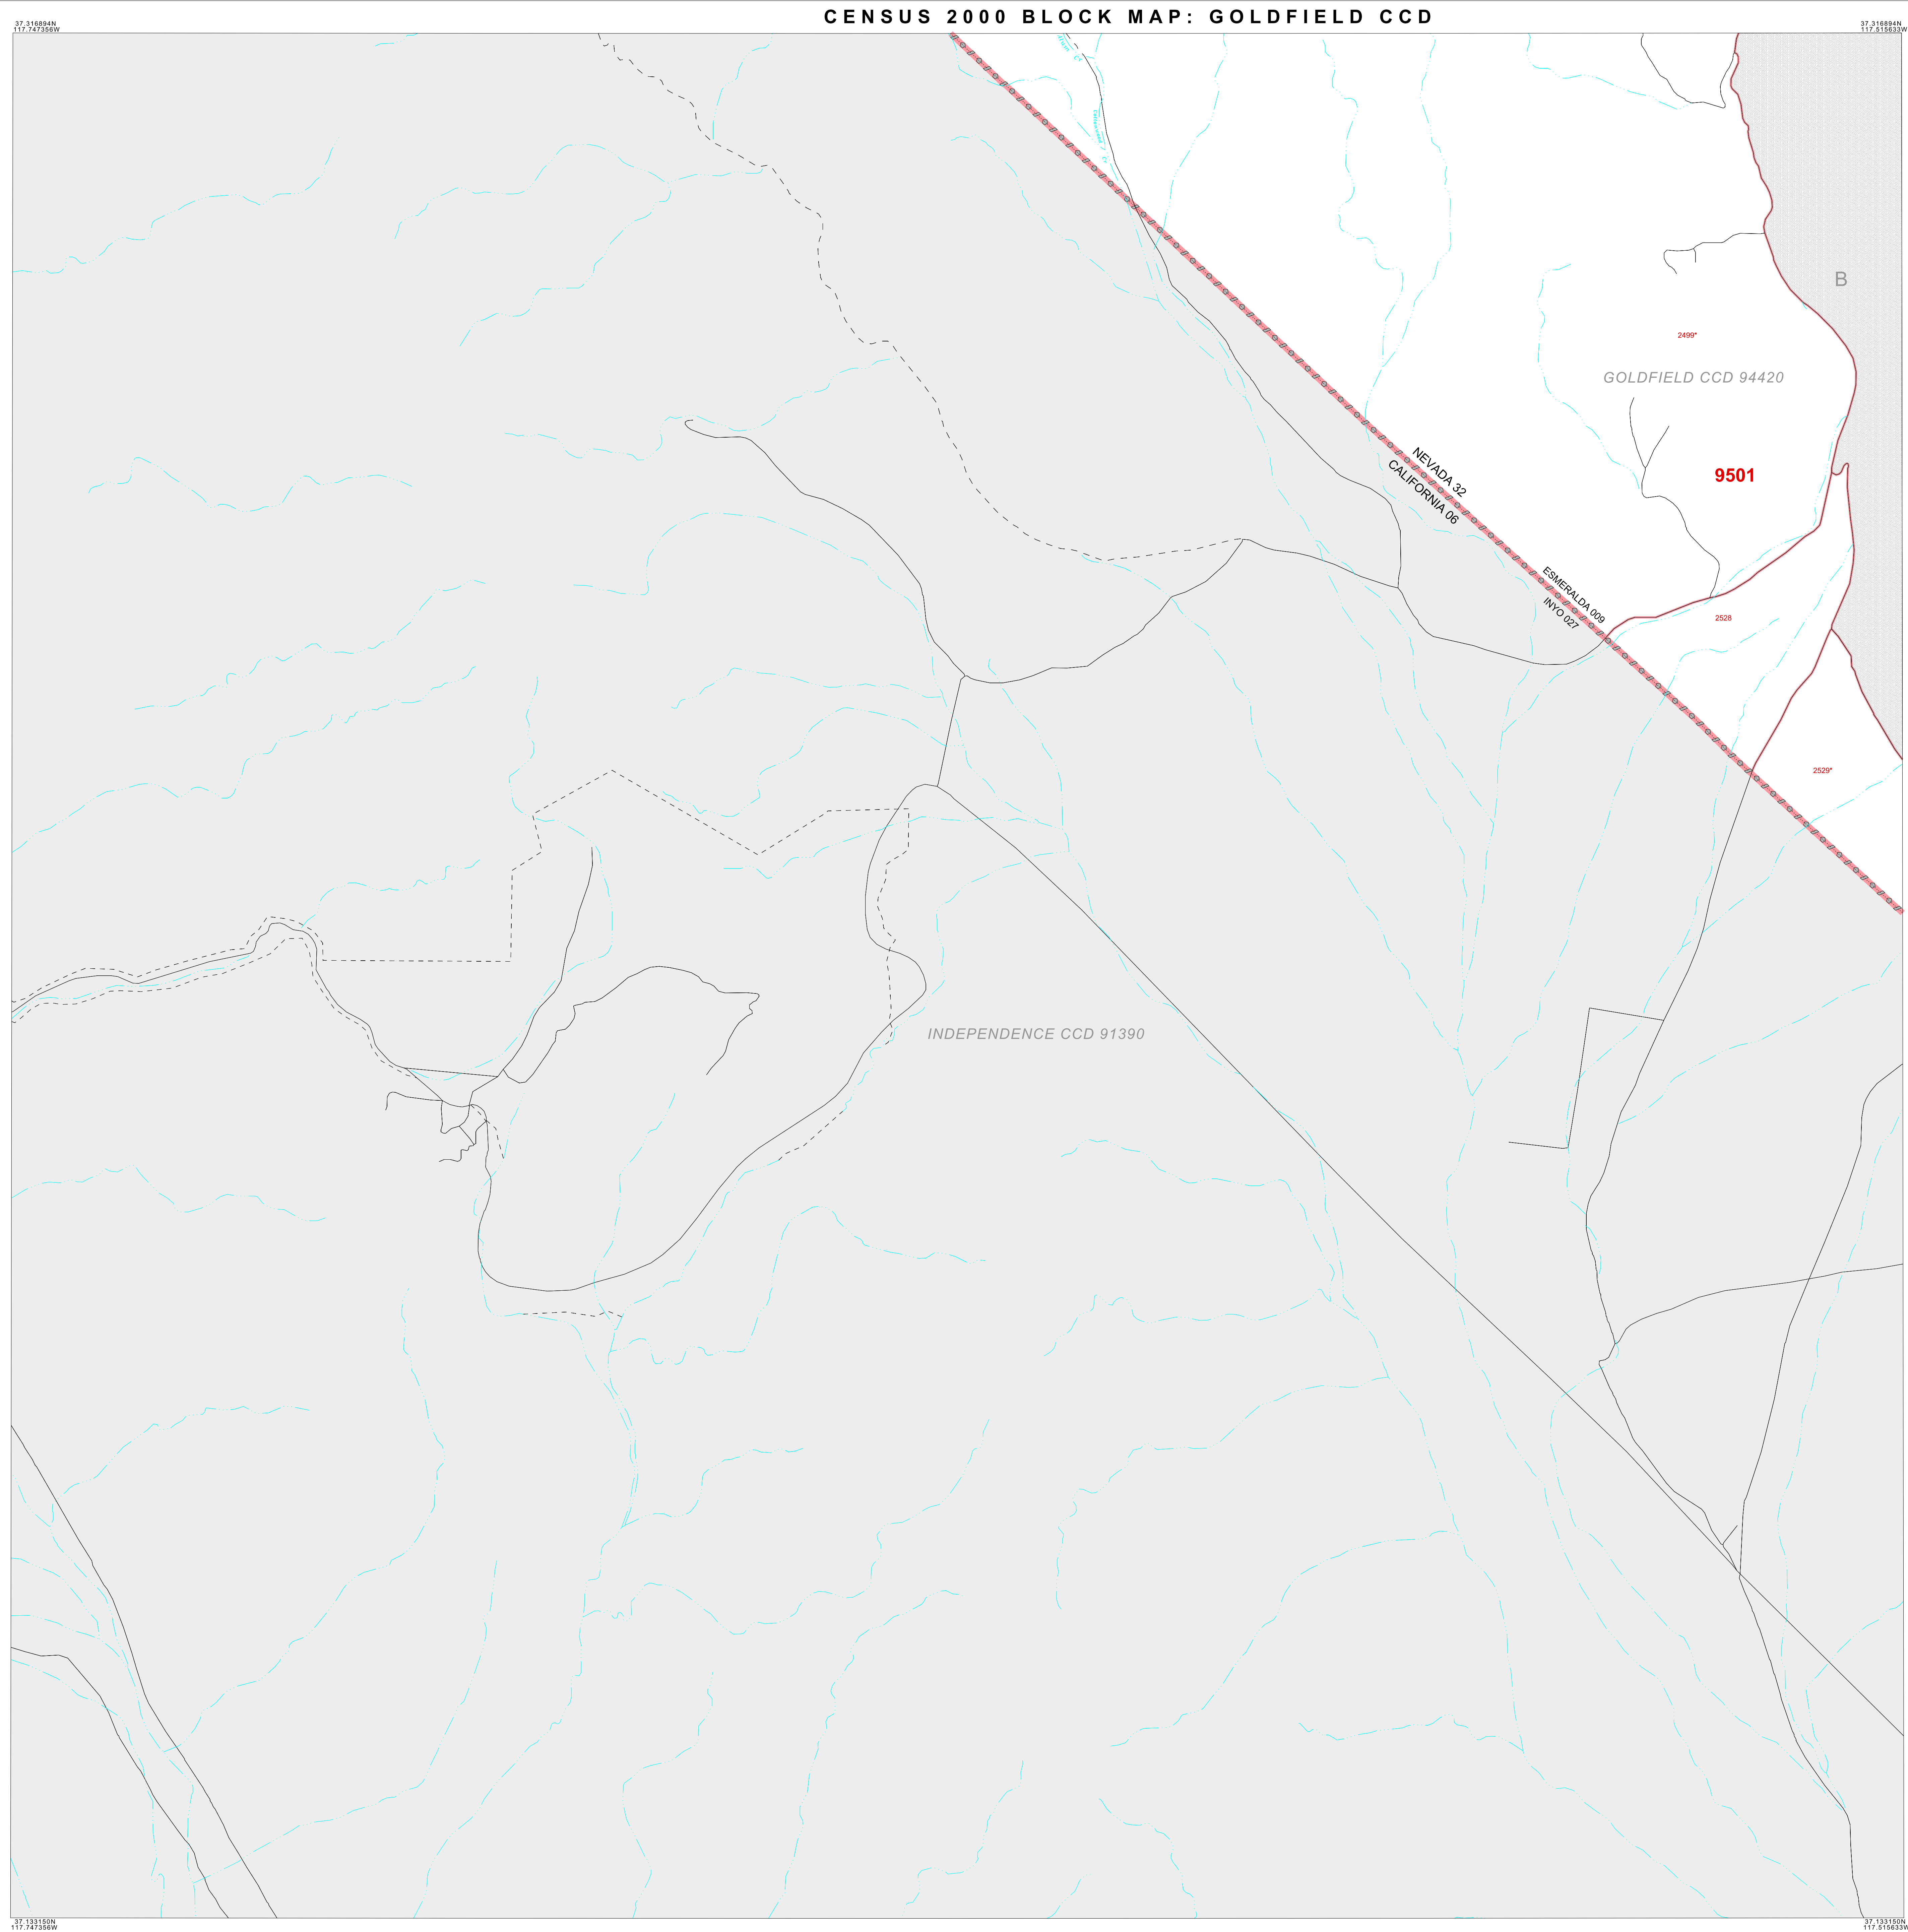 CENSUS 2000 BLOCK MAP: GOLDFIELD CCD
37.316894N
117.747356W
37.316894N
117.515633W
B
2499*
GOLDFIELD CCD 94420
9501
NEVADA 32
CALIFORNIA 06
ESMERALDA 009
INYO 027
2528
2529*
INDEPENDENCE CCD 91390
37.133150N
117.747356W
37.133150N
117.515633W